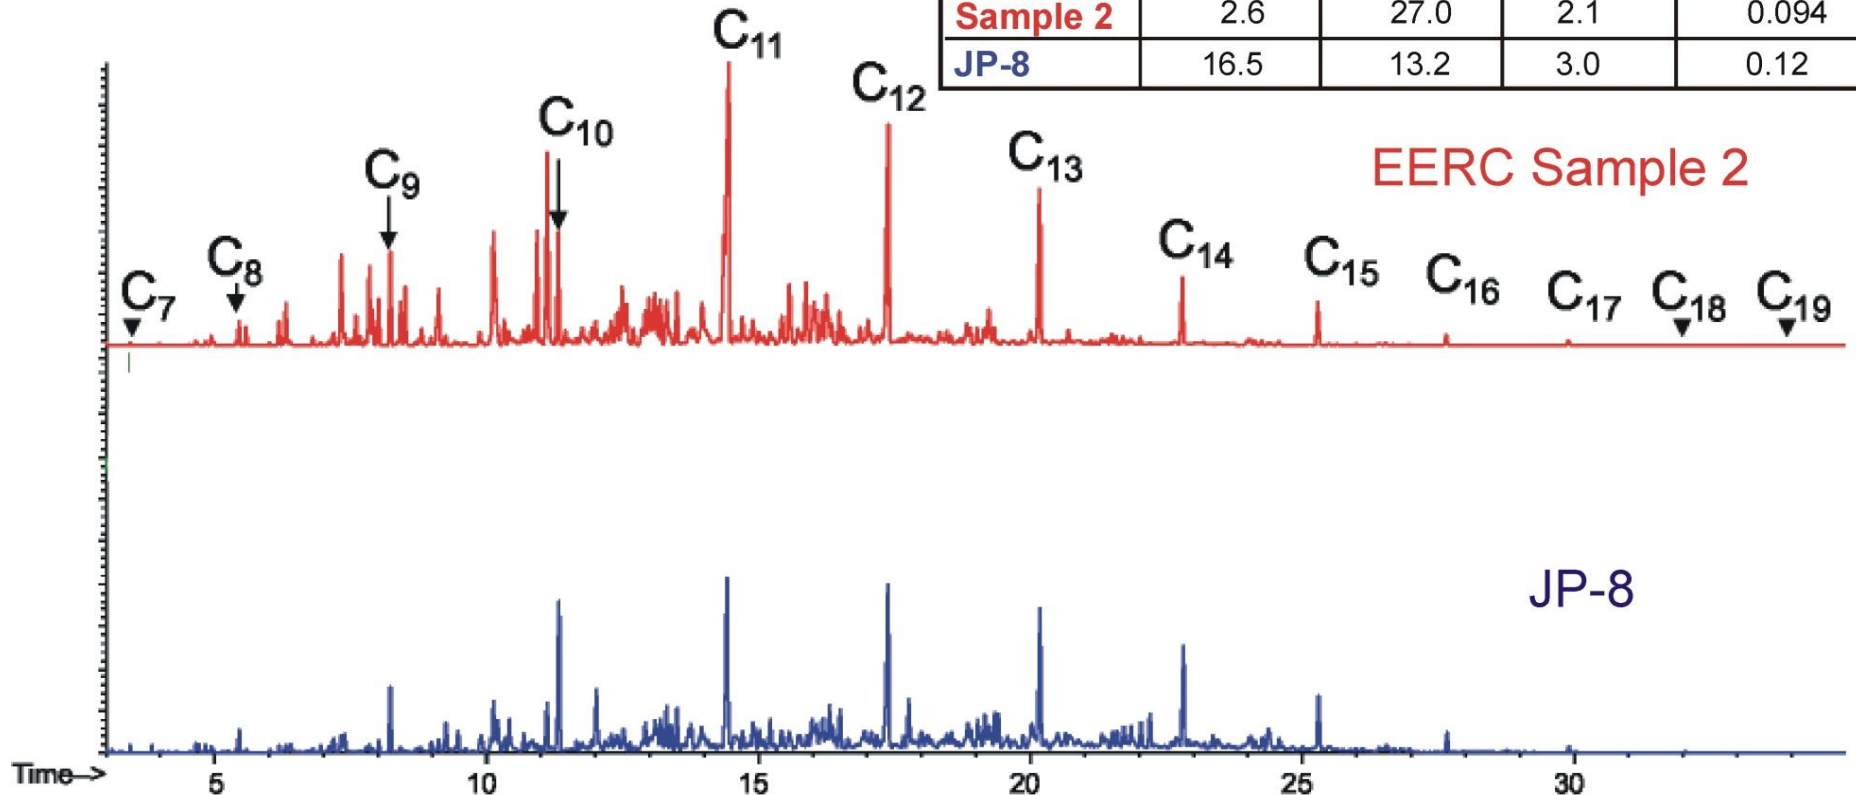 Sample 2 2.6 27.0 2.1 0.094
JP-8 16.5 13.2 3.0 0.12
C11
C12
C10
C13
C9
EERC Sample 2
C8
C14
C15
C7
C16
C17
C18
C19
JP-8
Time-->
5 10 15 20 25 30